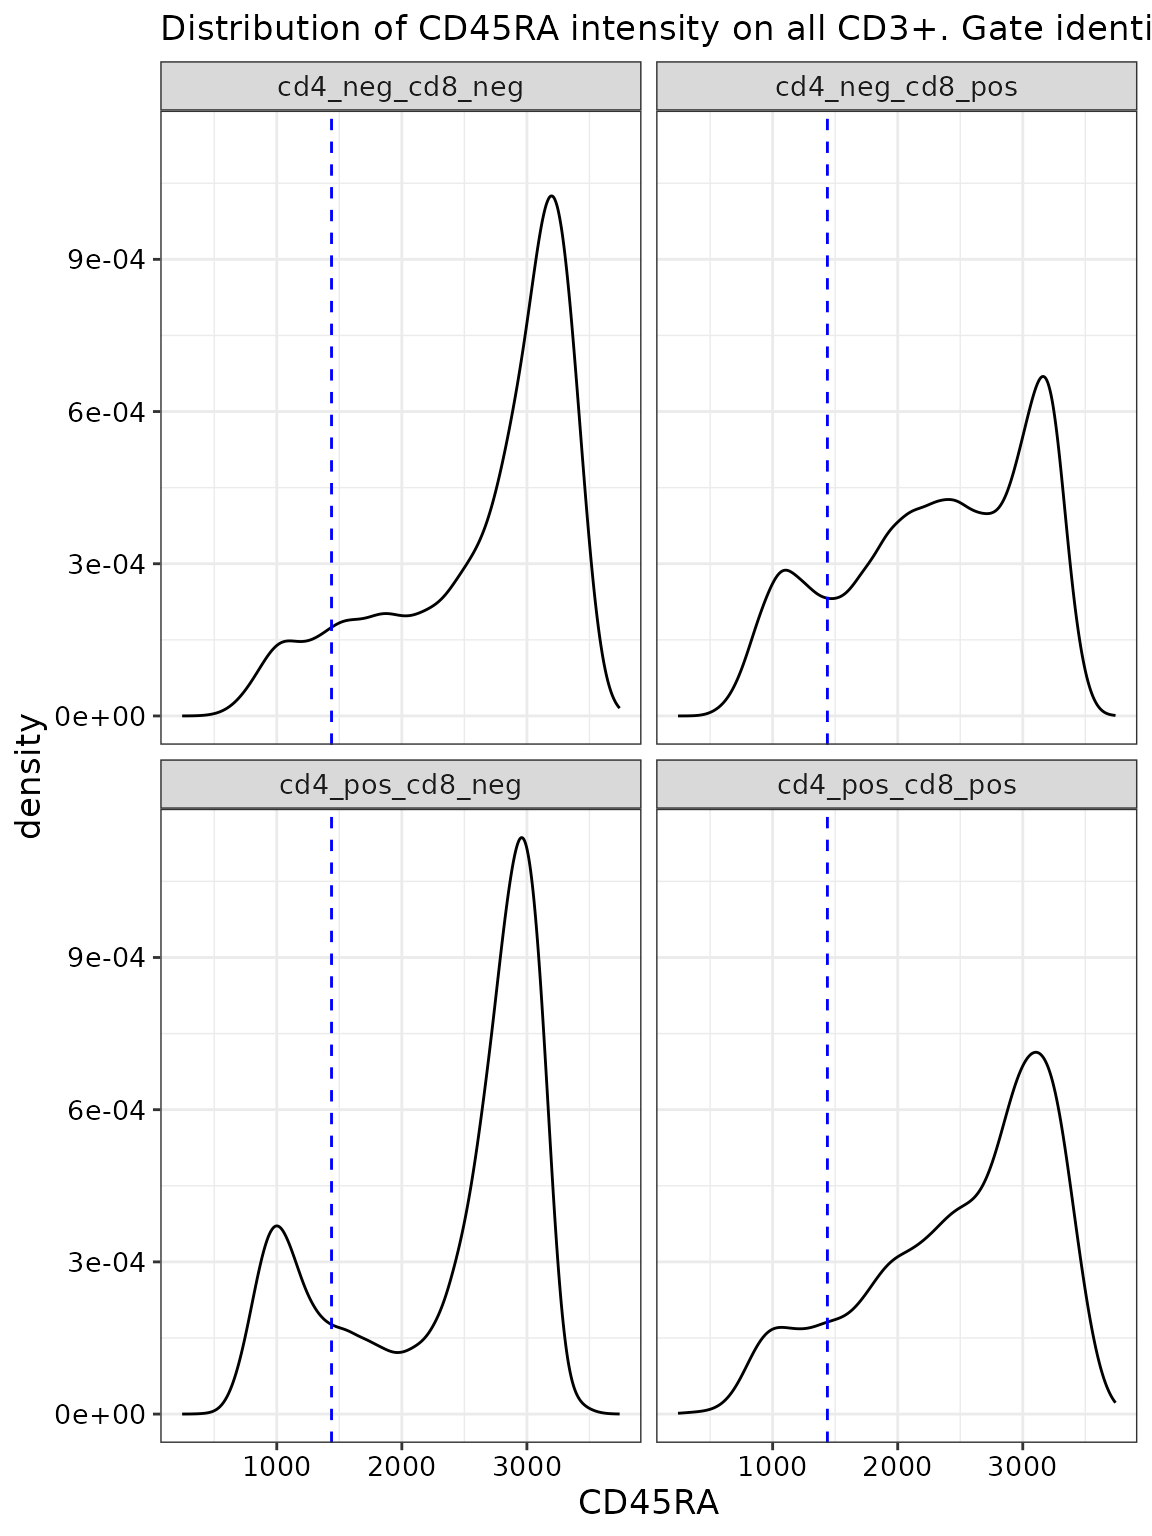 Distribution of CD45RA intensity on all CD3+. Gate identi
cd4_neg_cd8_neg
cd4_neg_cd8_pos
9e-04
6e-04
3e-04
0e+00
density
cd4_pos_cd8_neg
cd4_pos_cd8_pos
9e-04
6e-04
3e-04
0e+00
1000 2000 3000
1000 2000 3000
CD45RA